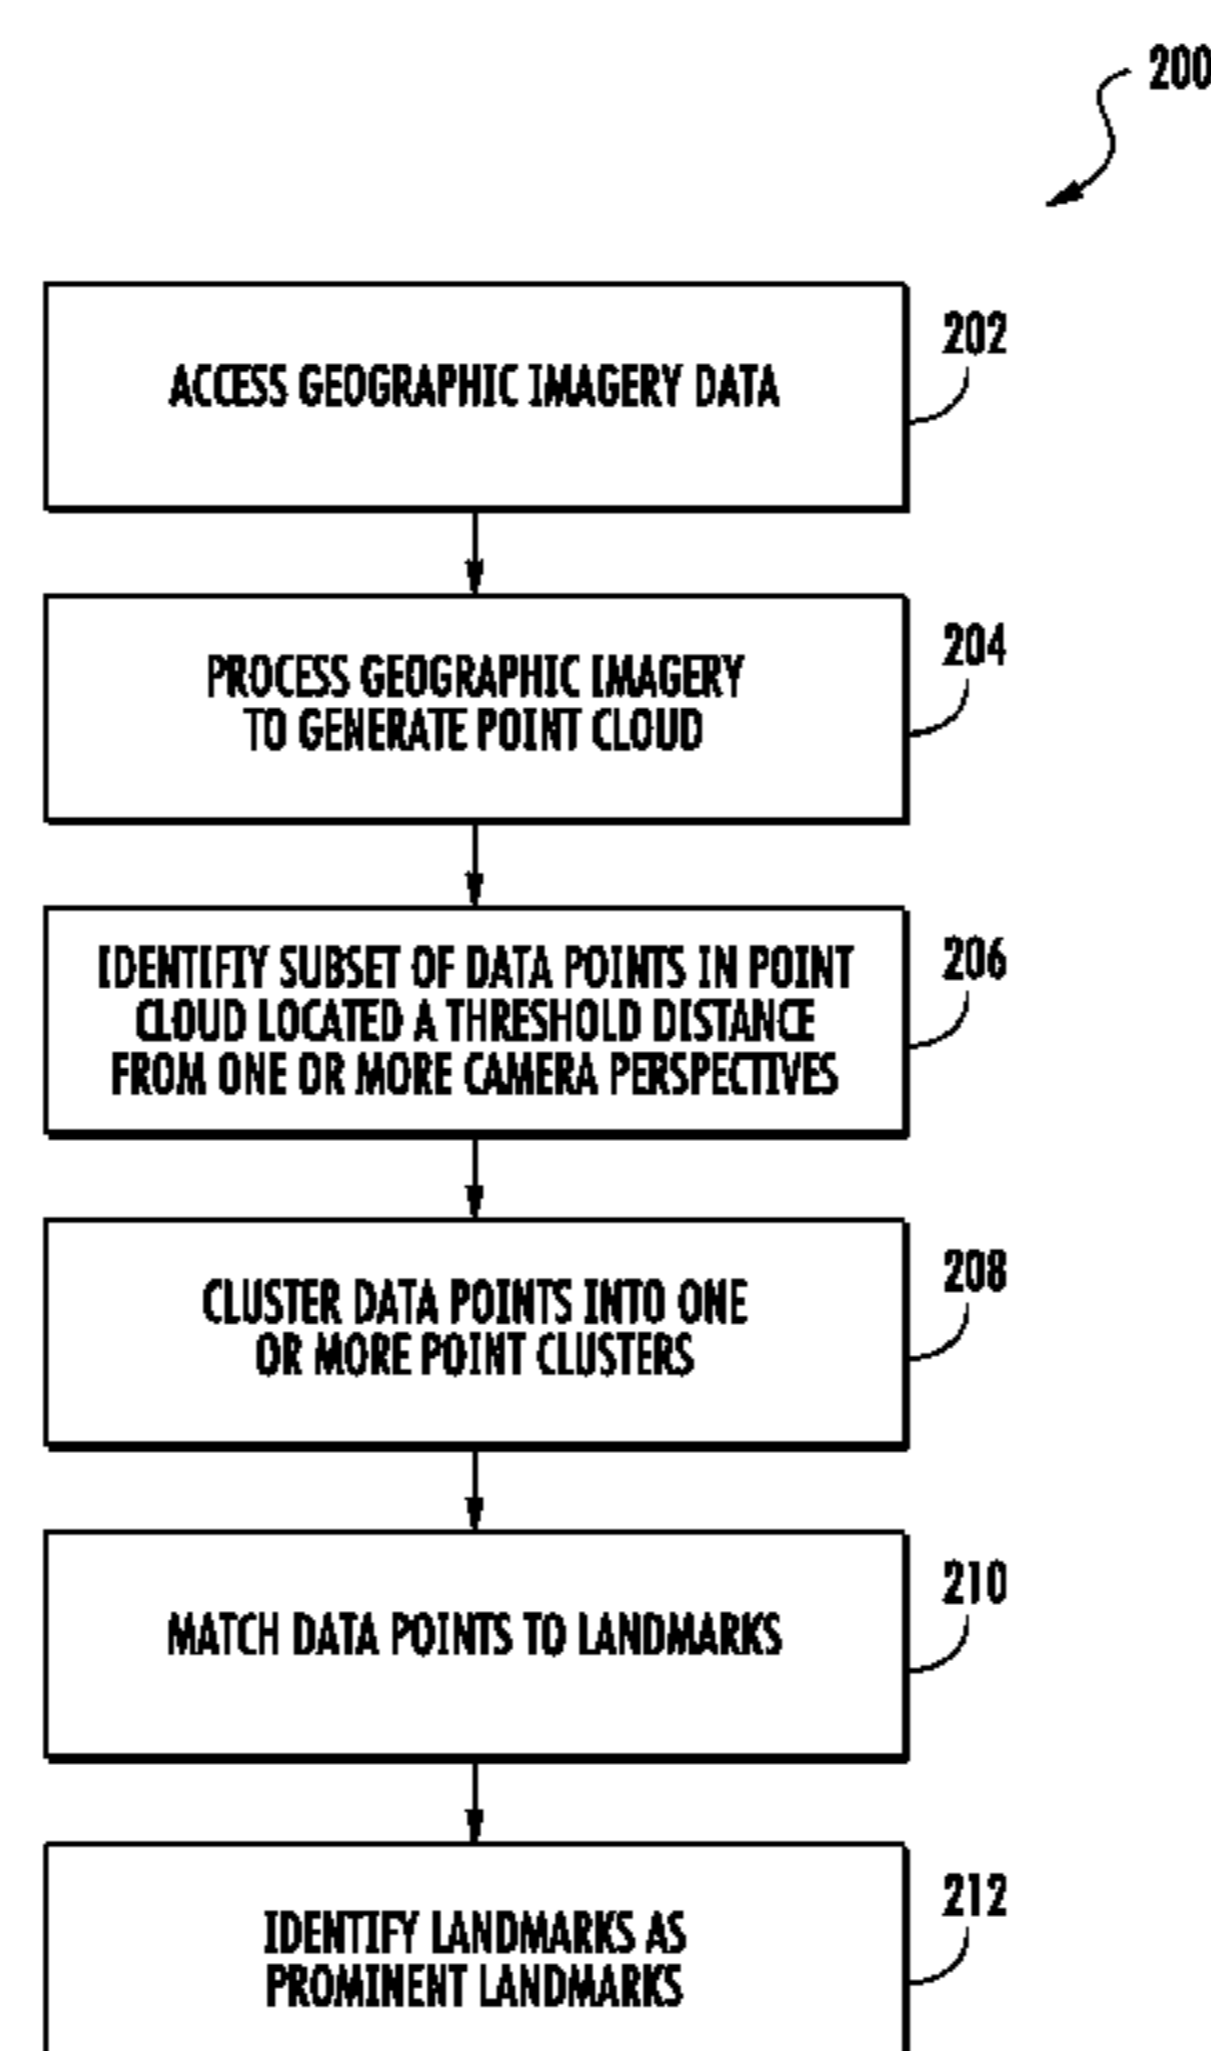 200
ACCESS GEOGRAPHIC IMAGERY DATA
202
PROCESS GEOGRAPHIC IMAGERY
TO GENERATE POINT CLOUD
204
IDENTIFIY SUBSET OF DATA POINTS IN POINT
CLOUD LOCATED A THRESHOLD DISTANCE
FROM ONE OR MORE CAMERA PERSPECTIVES
206
CLUSTER DATA POINTS INTO ONE
OR MORE POINT CLUSTERS
208
MATCH DATA POINTS TO LANDMARKS
210
IDENTIFY LANDMARKS AS
PROMINENT LANDMARKS
212